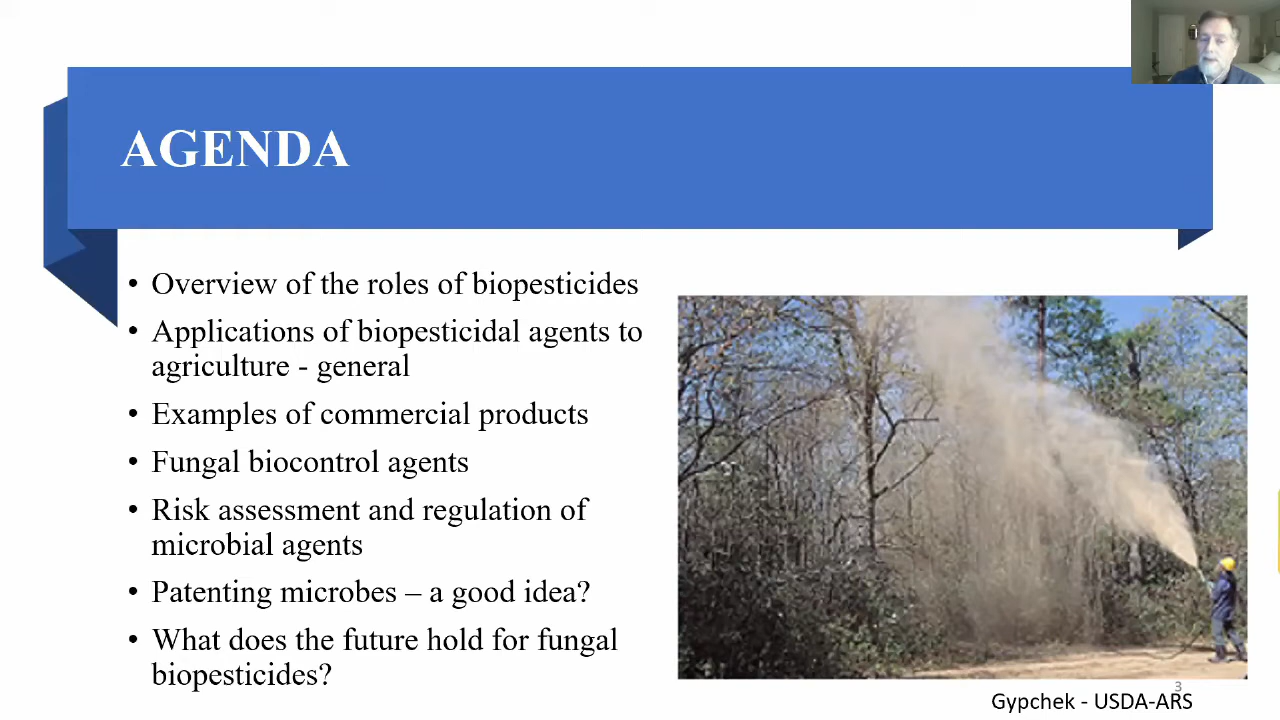 AGENDA
• Overview of the roles of biopesticides
• Applications of biopesticidal agents to
agriculture - general
• Examples of commercial products
• Fungal biocontrol agents
• Risk assessment and regulation of
microbial agents
• Patenting microbes – a good idea?
• What does the future hold for fungal
biopesticides?
3
Gypchek - USDA-ARS